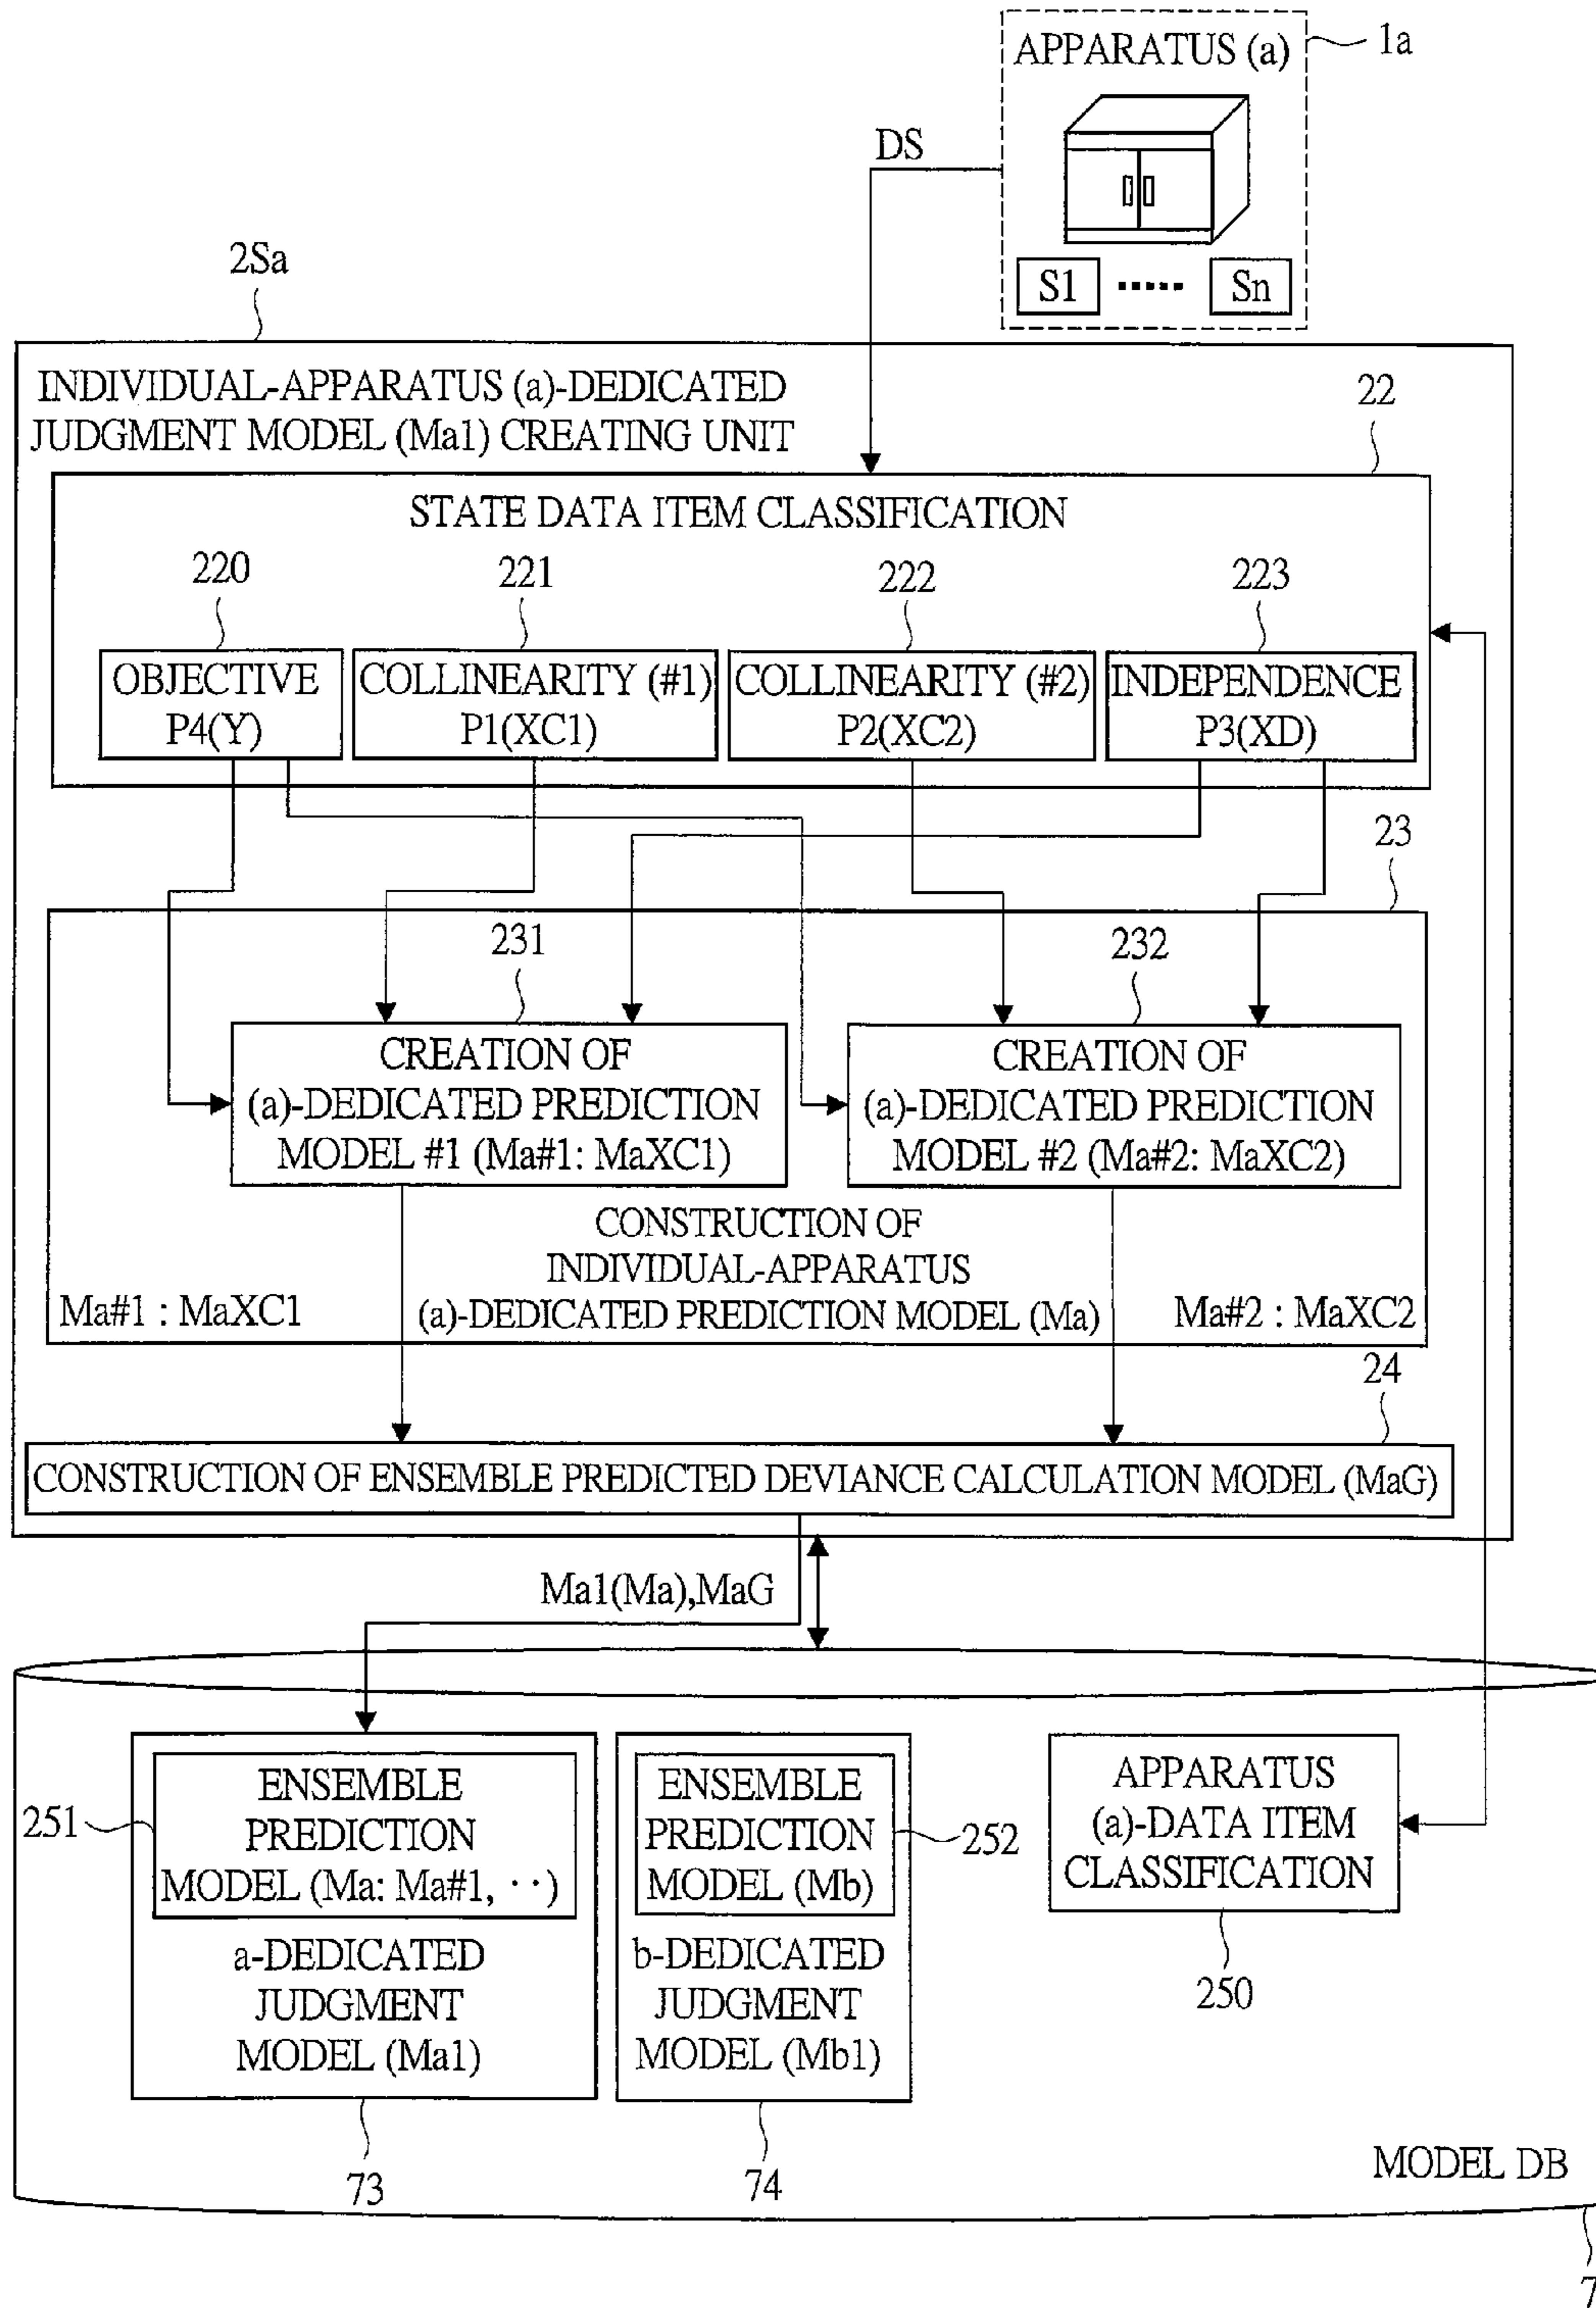 APPARATUS (a)
1a
DS
S1 ····· Sn
2Sa
INDIVIDUAL-APPARATUS (a)-DEDICATED
JUDGMENT MODEL (Ma1) CREATING UNIT
22
STATE DATA ITEM CLASSIFICATION
220
221
222
223
OBJECTIVE
P4(Y)
COLLINEARITY (#1)
P1(XC1)
COLLINEARITY (#2)
P2(XC2)
INDEPENDENCE
P3(XD)
23
231
232
CREATION OF
(a)-DEDICATED PREDICTION
MODEL #1 (Ma#1: MaXC1)
CREATION OF
(a)-DEDICATED PREDICTION
MODEL #2 (Ma#2: MaXC2)
CONSTRUCTION OF
INDIVIDUAL-APPARATUS
(a)-DEDICATED PREDICTION MODEL (Ma)
Ma#1 : MaXC1
Ma#2 : MaXC2
24
CONSTRUCTION OF ENSEMBLE PREDICTED DEVIANCE CALCULATION MODEL (MaG)
Ma1(Ma),MaG
251
ENSEMBLE
PREDICTION
MODEL (Ma: Ma#1, ··)
a-DEDICATED
JUDGMENT
MODEL (Ma1)
73
ENSEMBLE
PREDICTION
MODEL (Mb)
252
b-DEDICATED
JUDGMENT
MODEL (Mb1)
74
APPARATUS
(a)-DATA ITEM
CLASSIFICATION
250
MODEL DB
7